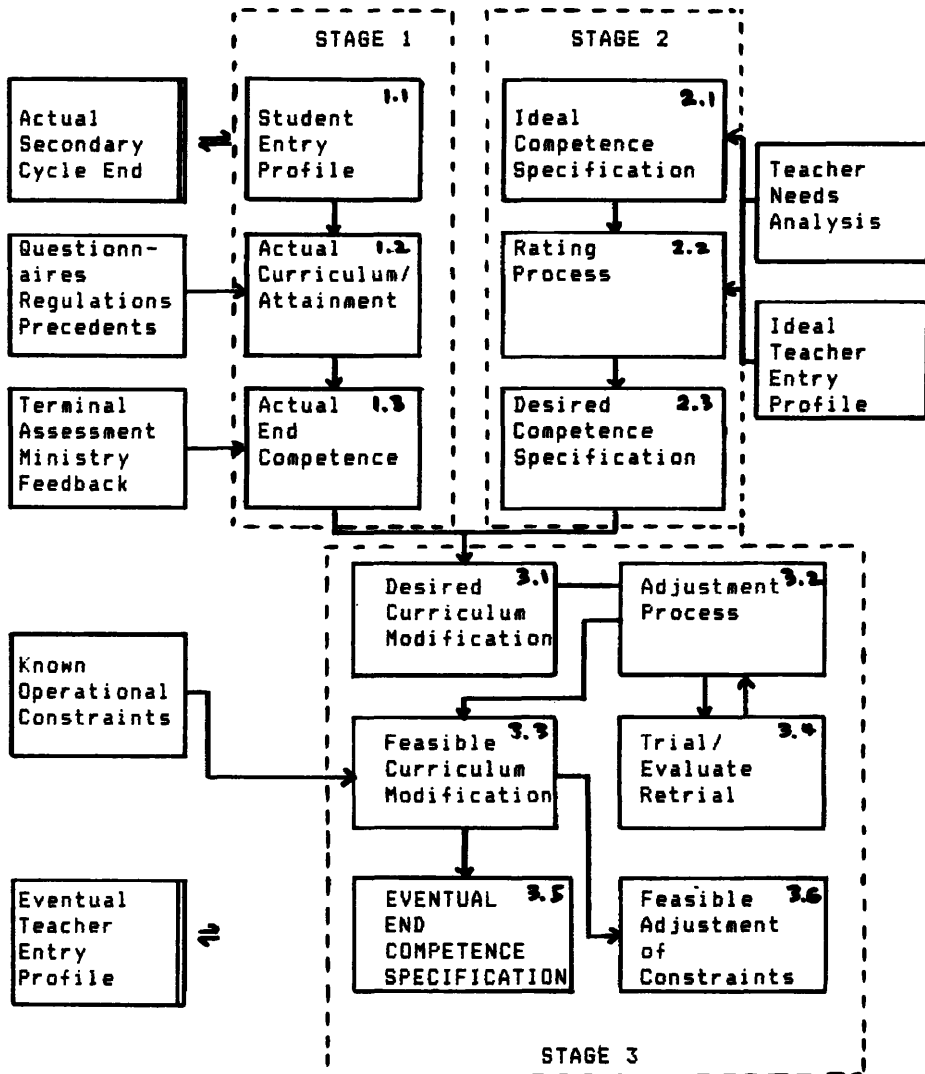 STAGE 1
STAGE 2
Actual
Secondary
Cycle End
1.1
Student
Entry
Profile
2.1
Ideal
Competence
Specification
Teacher
Needs
Analysis
Questionn-
aires
Regulations
Precedents
Actual 1.2
Curriculum/
Attainment
Rating 2.2
Process
Ideal
Teacher
Entry
Profile
Terminal
Assessment
Ministry
Feedback
Actual 1.3
End
Competence
Desired 2.3
Competence
Specification
3.1
Desired
Curriculum
Modification
Adjustment 3.2
Process
Known
Operational
Constraints
3.3
Feasible
Curriculum
Modification
Trial/ 3.4
Evaluate
Retrial
Eventual
Teacher
Entry
Profile
EVENTUAL 3.5
END
COMPETENCE
SPECIFICATION
Feasible 3.6
Adjustment
of
Constraints
STAGE 3